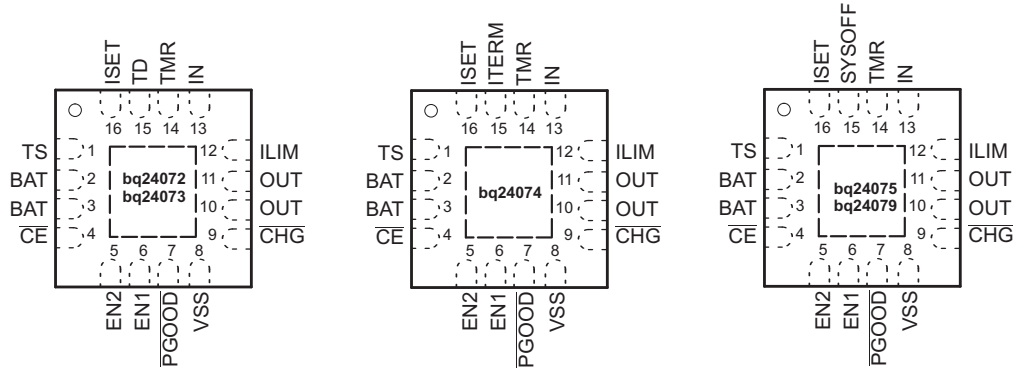 ISET TD TMR IN
16 15 14 13
TS 1 12 ILIM
BAT 2 11 OUT
BAT 3 10 OUT
CE 4 9 CHG
bq24072
bq24073
5 6 7 8
EN2 EN1 PGOOD VSS
ISET ITERM TMR IN
16 15 14 13
TS 1 12 ILIM
BAT 2 11 OUT
BAT 3 10 OUT
CE 4 9 CHG
bq24074
5 6 7 8
EN2 EN1 PGOOD VSS
ISET SYSOFF TMR IN
16 15 14 13
TS 1 12 ILIM
BAT 2 11 OUT
BAT 3 10 OUT
CE 4 9 CHG
bq24075
bq24079
5 6 7 8
EN2 EN1 PGOOD VSS